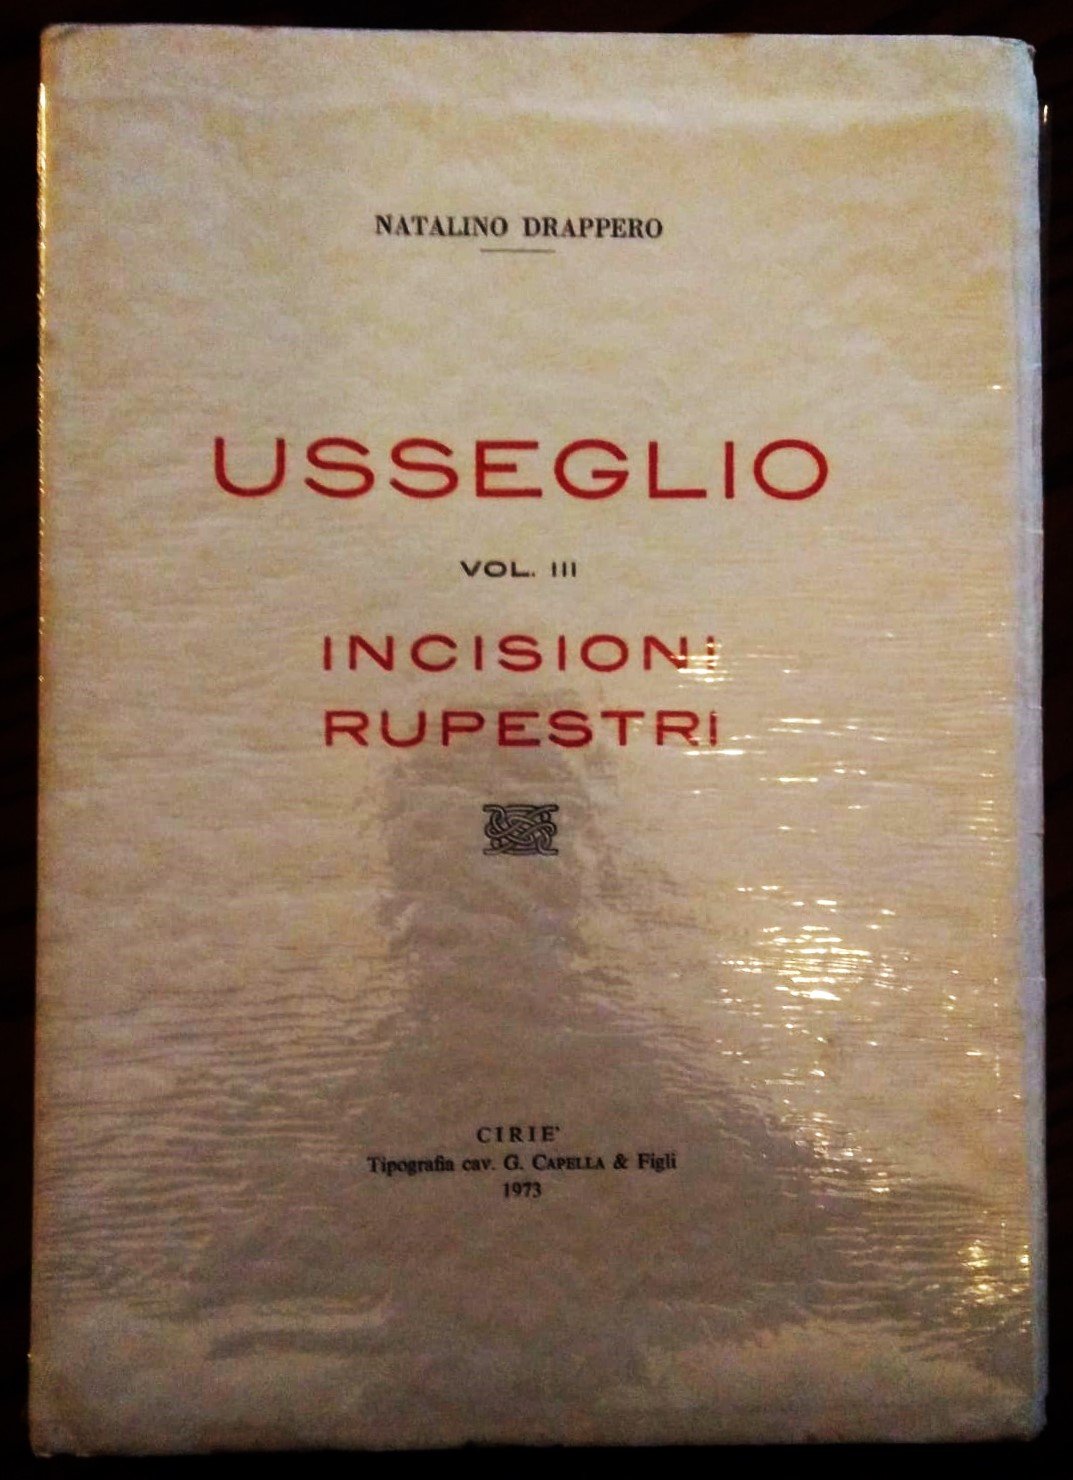 NATALINO DRAPPERO
USSEGLIO
VOL. III
INCISIONI
RUPESTRI
CIRIE'
Tipografia cav. G. CAPELLA & Figli
1973